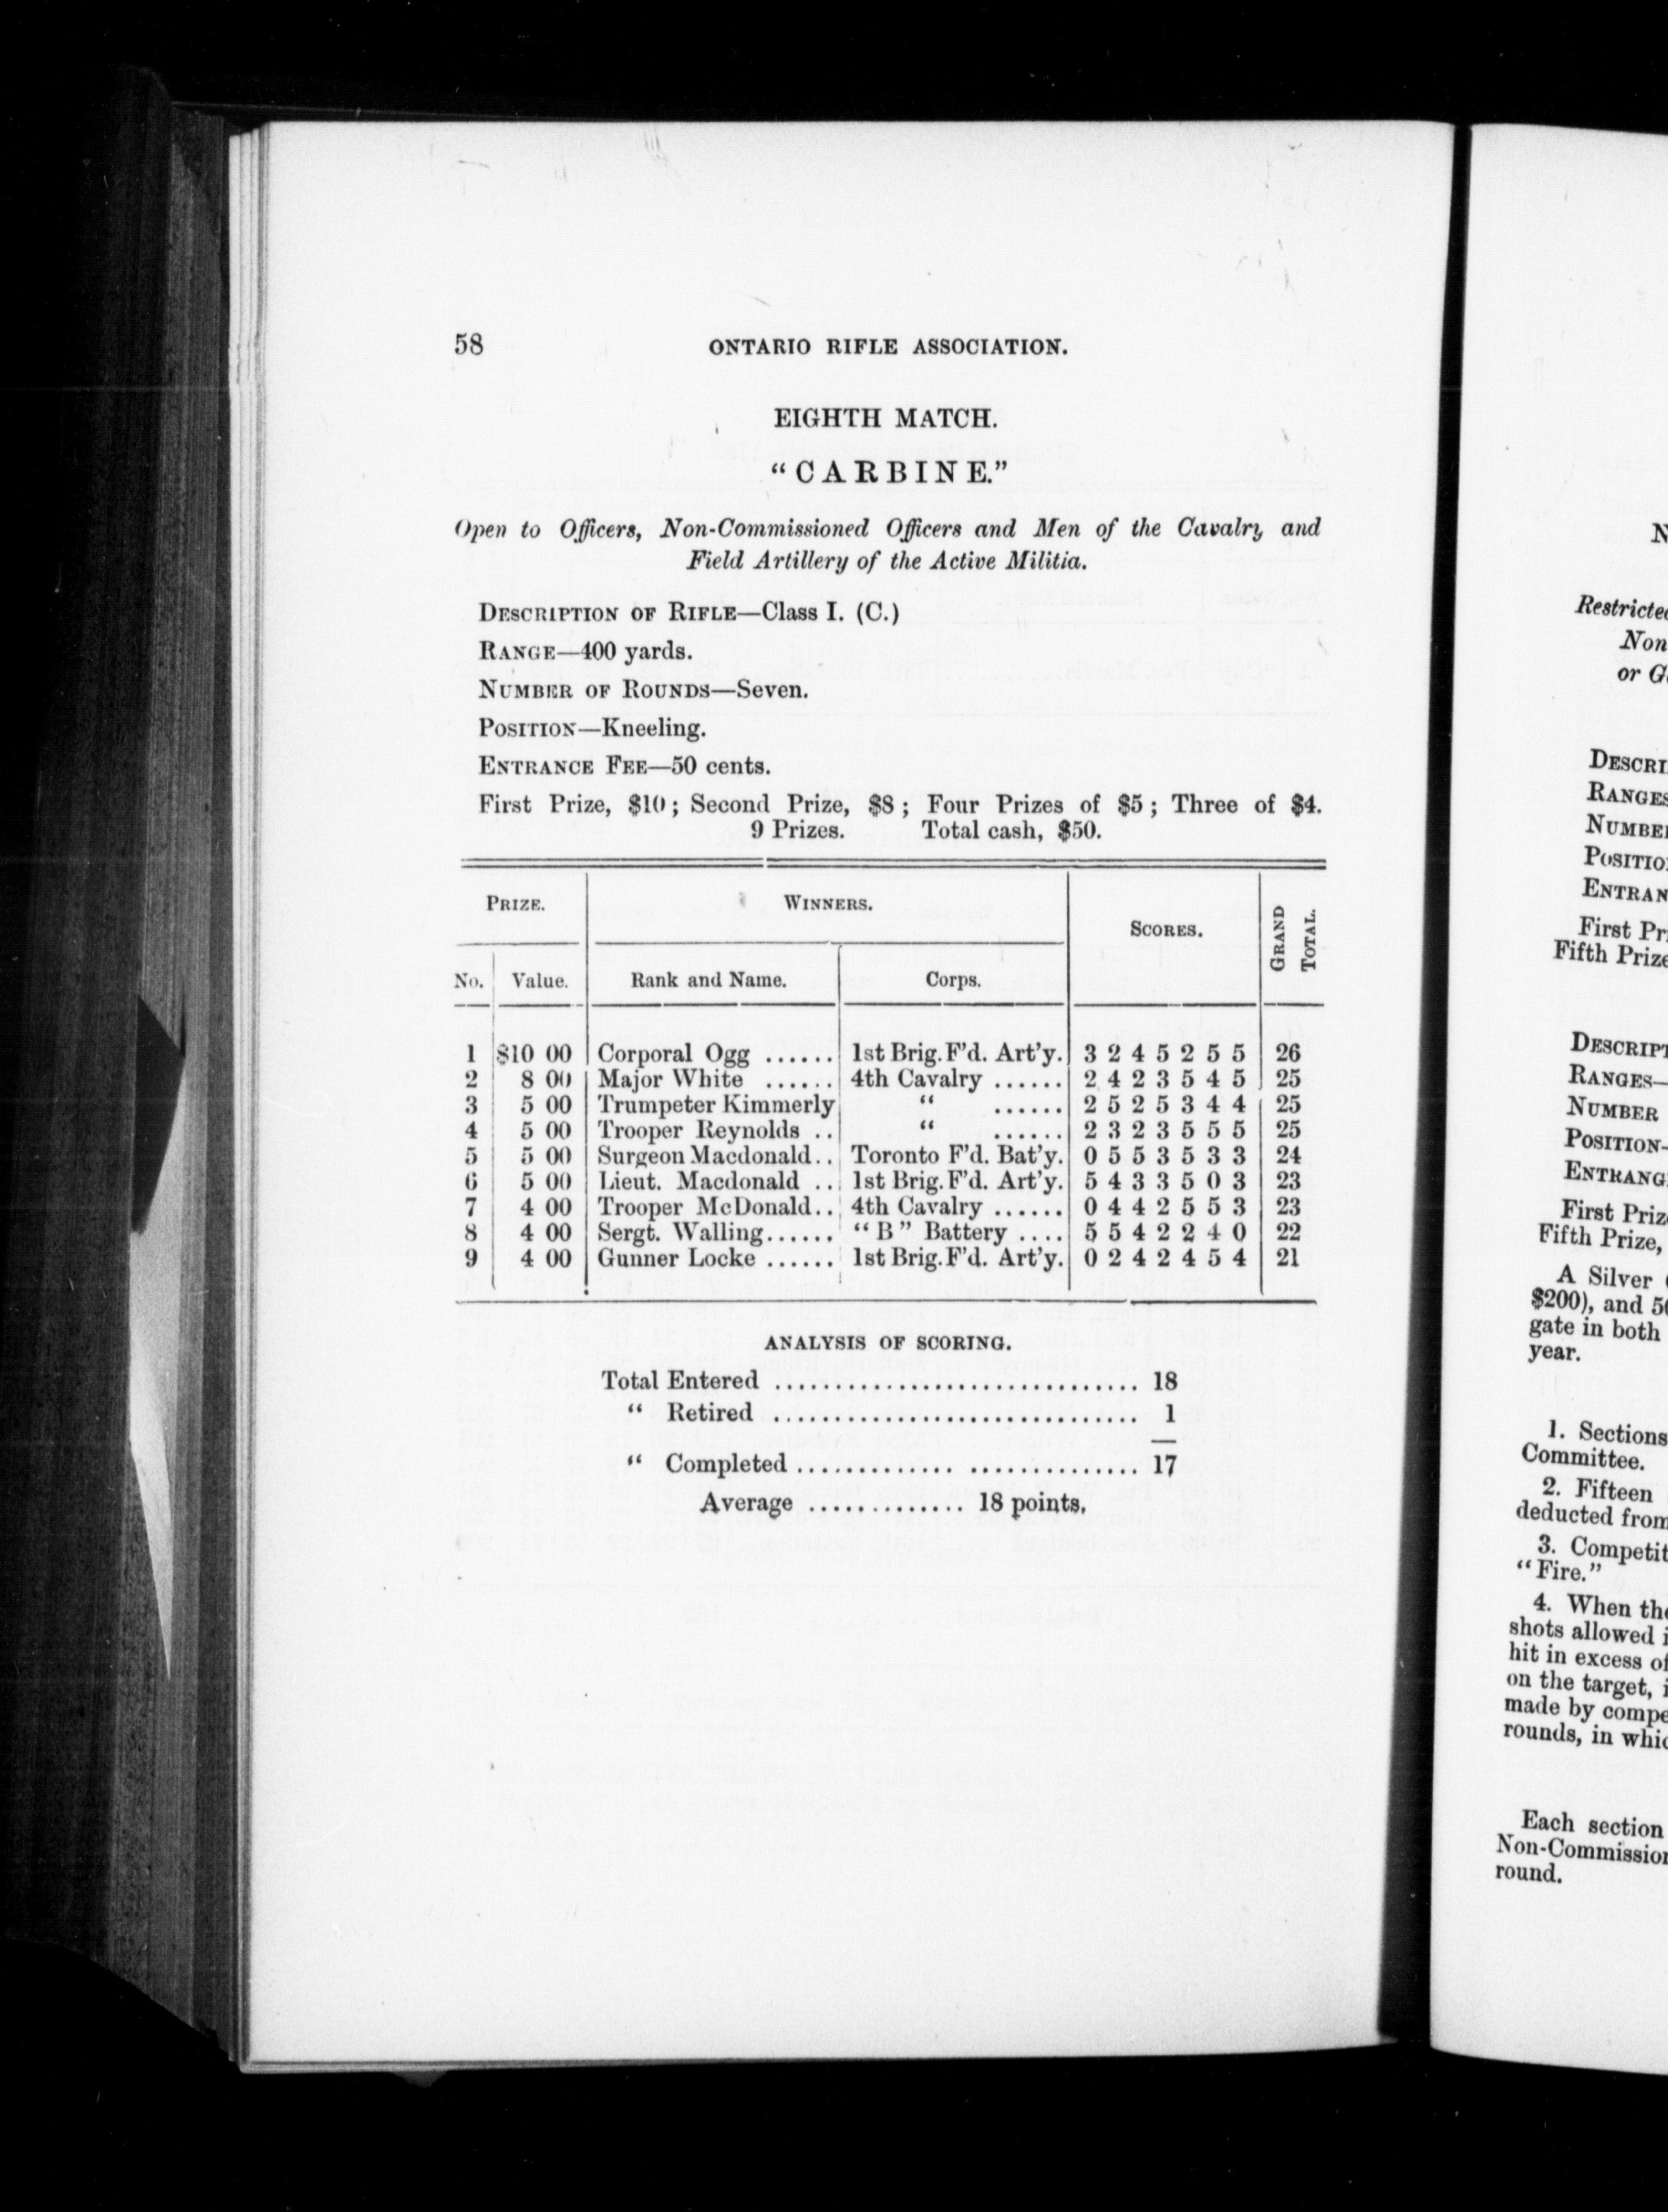 58 ONTARIO RIFLE ASSOCIATION.
EIGHTH MATCH.
"CARBINE."
Open to Officers, Non-Commissioned Officers and Men of the Cavalry and
Field Artillery of the Active Militia.
DESCRIPTION OF RIFLE—Class I. (C.)
RANGE—400 yards.
NUMBER OF ROUNDS—Seven.
POSITION—Kneeling.
ENTRANCE FEE—50 cents.
First Prize, $10; Second Prize, $8; Four Prizes of $5; Three of $4.
9 Prizes. Total cash, $50.
PRIZE. WINNERS. SCORES. GRAND TOTAL.
No. Value. Rank and Name. Corps.
1 $10 00 Corporal Ogg ...... 1st Brig. F'd. Art'y. 3 2 4 5 2 5 5 26
2 8 00 Major White ...... 4th Cavalry ...... 2 4 2 3 5 4 5 25
3 5 00 Trumpeter Kimmerly " ...... 2 5 2 5 3 4 4 25
4 5 00 Trooper Reynolds .. " ...... 2 3 2 3 5 5 5 25
5 5 00 Surgeon Macdonald.. Toronto F'd. Bat'y. 0 5 5 3 5 3 3 24
6 5 00 Lieut. Macdonald .. 1st Brig. F'd. Art'y. 5 4 3 3 5 0 3 23
7 4 00 Trooper McDonald.. 4th Cavalry ...... 0 4 4 2 5 5 3 23
8 4 00 Sergt. Walling...... "B" Battery .... 5 5 4 2 2 4 0 22
9 4 00 Gunner Locke ...... 1st Brig. F'd. Art'y. 0 2 4 2 4 5 4 21
ANALYSIS OF SCORING.
Total Entered .............................. 18
" Retired .............................. 1
" Completed ............. .............. 17
Average ............. 18 points.
N
Restricted
Non
or G
DESCRI
RANGES
NUMBE
POSITIO
ENTRAN
First Pr
Fifth Prize
DESCRIPT
RANGES—
NUMBER
POSITION—
ENTRANG
First Priz
Fifth Prize,
A Silver
$200), and 50
gate in both
year.
1. Sections
Committee.
2. Fifteen
deducted from
3. Competit
"Fire."
4. When the
shots allowed i
hit in excess of
on the target, i
made by compe
rounds, in whic
Each section
Non-Commission
round.